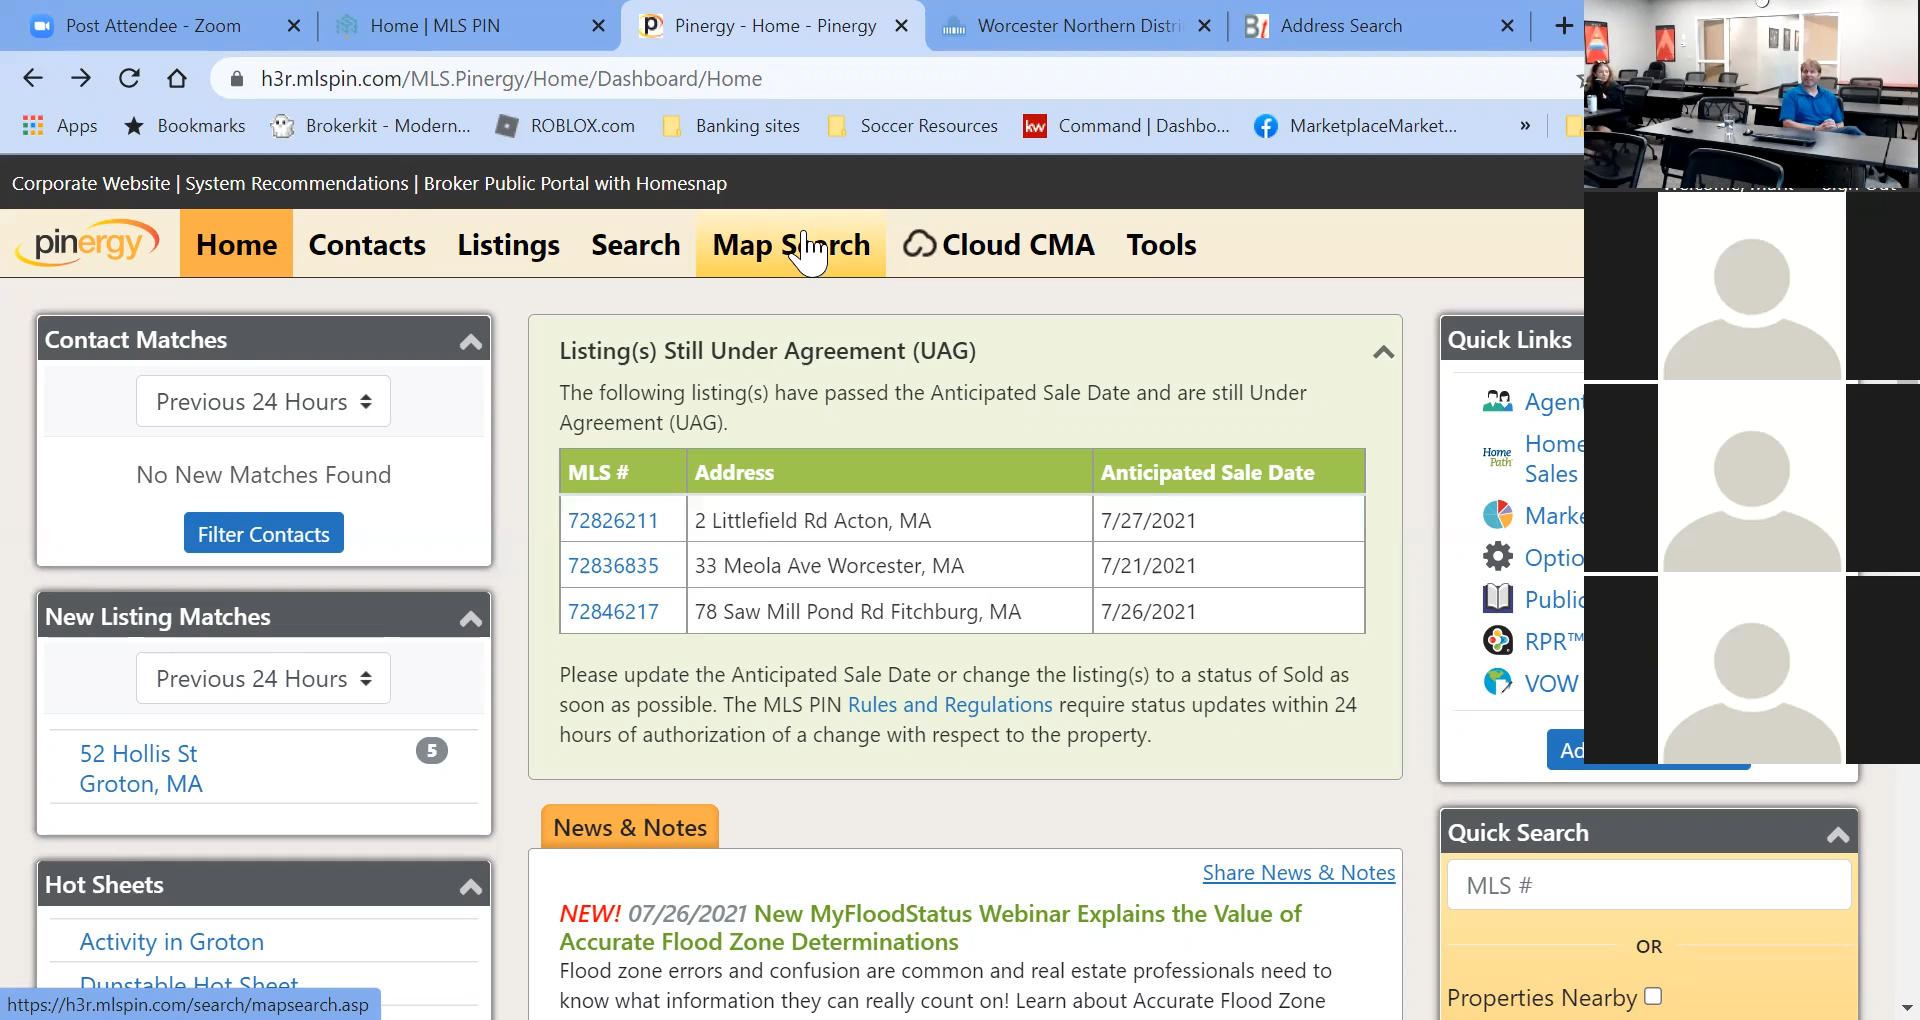 Post Attendee - Zoom
Home | MLS PIN
Pinergy - Home - Pinergy
Worcester Northern Distri
Address Search
h3r.mlspin.com/MLS.Pinergy/Home/Dashboard/Home
Apps
Bookmarks
Brokerkit - Modern...
ROBLOX.com
Banking sites
Soccer Resources
kw
Command | Dashbo...
MarketplaceMarket...
»
Corporate Website | System Recommendations | Broker Public Portal with Homesnap
pinergy
Home
Contacts
Listings
Search
Map Search
Cloud CMA
Tools
Contact Matches
Previous 24 Hours
No New Matches Found
Filter Contacts
New Listing Matches
Previous 24 Hours
52 Hollis St
Groton, MA
5
Hot Sheets
Activity in Groton
Dunstable Hot Sheet
https://h3r.mlspin.com/search/mapsearch.asp
Listing(s) Still Under Agreement (UAG)
The following listing(s) have passed the Anticipated Sale Date and are still Under
Agreement (UAG).
MLS # Address Anticipated Sale Date
72826211 2 Littlefield Rd Acton, MA 7/27/2021
72836835 33 Meola Ave Worcester, MA 7/21/2021
72846217 78 Saw Mill Pond Rd Fitchburg, MA 7/26/2021
Please update the Anticipated Sale Date or change the listing(s) to a status of Sold as
soon as possible. The MLS PIN Rules and Regulations require status updates within 24
hours of authorization of a change with respect to the property.
News & Notes
Share News & Notes
NEW! 07/26/2021 New MyFloodStatus Webinar Explains the Value of
Accurate Flood Zone Determinations
Flood zone errors and confusion are common and real estate professionals need to
know what information they can really count on! Learn about Accurate Flood Zone
Quick Links
Agent
Home Path
Home
Sales
Marke
Optio
Public
RPR™
VOW
Ad
Quick Search
MLS #
OR
Properties Nearby